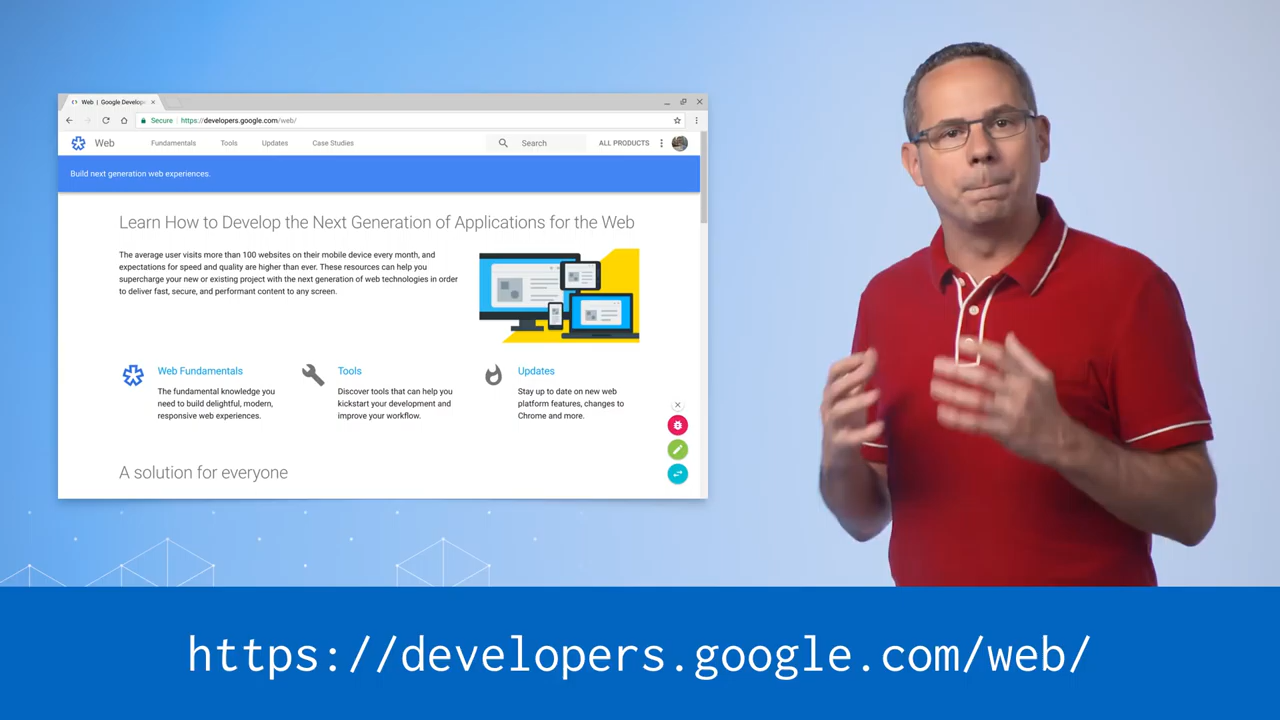 Web | Google Develop
Secure
https://developers.google.com/web/
Web
Fundamentals
Tools
Updates
Case Studies
Search
ALL PRODUCTS
Build next generation web experiences.
Learn How to Develop the Next Generation of Applications for the Web
The average user visits more than 100 websites on their mobile device every month, and
expectations for speed and quality are higher than ever. These resources can help you
supercharge your new or existing project with the next generation of web technologies in order
to deliver fast, secure, and performant content to any screen.
Web Fundamentals
The fundamental knowledge you
need to build delightful, modern,
responsive web experiences.
Tools
Discover tools that can help you
kickstart your development and
improve your workflow.
Updates
Stay up to date on new web
platform features, changes to
Chrome and more.
A solution for everyone
https://developers.google.com/web/